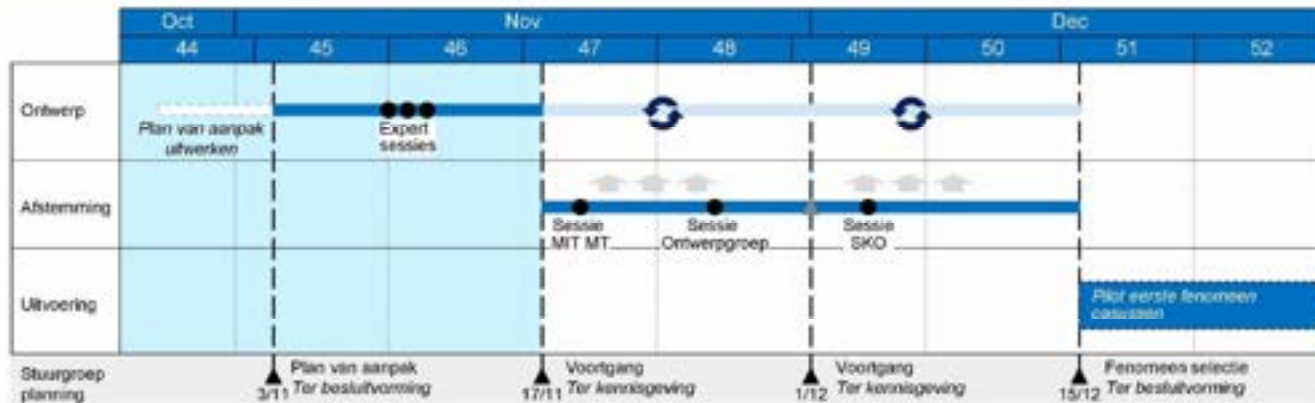 Oct Nov Dec
44 45 46 47 48 49 50 51 52
Ontwerp
Plan van aanpak
uitwerken
Expert
sessies
Afstemming
Sessie
MIT MT
Sessie
Ontwerpgroep
Sessie
SKO
Uitvoering
Pilot eerste fenomeen
casussen
Stuurgroep
planning
3/11
Plan van aanpak
Ter besluitvorming
17/11
Voortgang
Ter kennisgeving
1/12
Voortgang
Ter kennisgeving
15/12
Fenomeen selectie
Ter besluitvorming